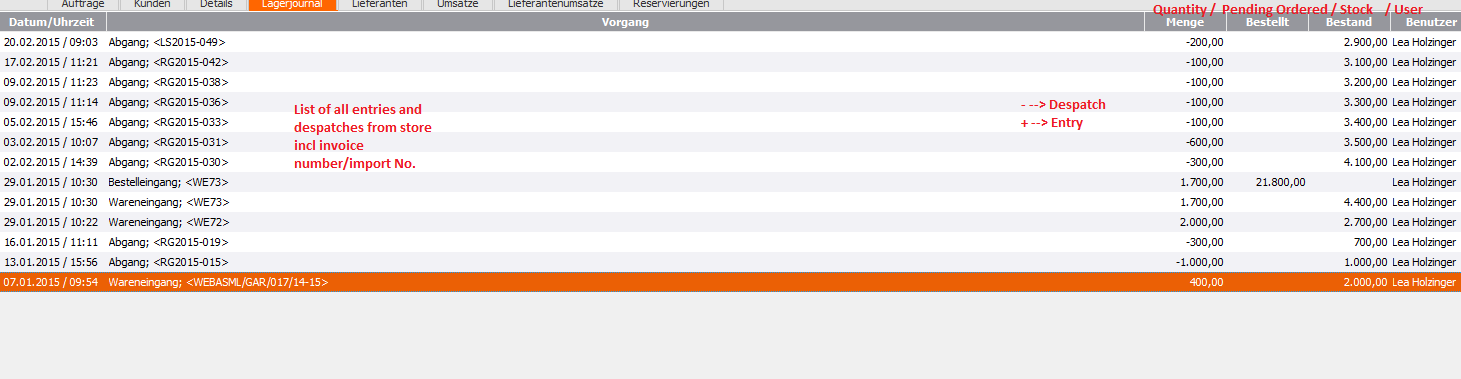 Aufträge Kunden Details Lagerjournal Lieferanten Umsätze Lieferantenumsätze Reservierungen
Quantity / Pending Ordered / Stock / User
Datum/Uhrzeit Vorgang Menge Bestellt Bestand Benutzer
20.02.2015 / 09:03 Abgang; <LS2015-049> -200,00 2.900,00 Lea Holzinger
17.02.2015 / 11:21 Abgang; <RG2015-042> -100,00 3.100,00 Lea Holzinger
09.02.2015 / 11:23 Abgang; <RG2015-038> -100,00 3.200,00 Lea Holzinger
09.02.2015 / 11:14 Abgang; <RG2015-036> -100,00 3.300,00 Lea Holzinger
05.02.2015 / 15:46 Abgang; <RG2015-033> -100,00 3.400,00 Lea Holzinger
03.02.2015 / 10:07 Abgang; <RG2015-031> -600,00 3.500,00 Lea Holzinger
02.02.2015 / 14:39 Abgang; <RG2015-030> -300,00 4.100,00 Lea Holzinger
29.01.2015 / 10:30 Bestelleingang; <WE73> 1.700,00 21.800,00 Lea Holzinger
29.01.2015 / 10:30 Wareneingang; <WE73> 1.700,00 4.400,00 Lea Holzinger
29.01.2015 / 10:22 Wareneingang; <WE72> 2.000,00 2.700,00 Lea Holzinger
16.01.2015 / 11:11 Abgang; <RG2015-019> -300,00 700,00 Lea Holzinger
13.01.2015 / 15:56 Abgang; <RG2015-015> -1.000,00 1.000,00 Lea Holzinger
07.01.2015 / 09:54 Wareneingang; <WEBASML/GAR/017/14-15> 400,00 2.000,00 Lea Holzinger
List of all entries and
despatches from store
incl invoice
number/import No.
- --> Despatch
+ --> Entry